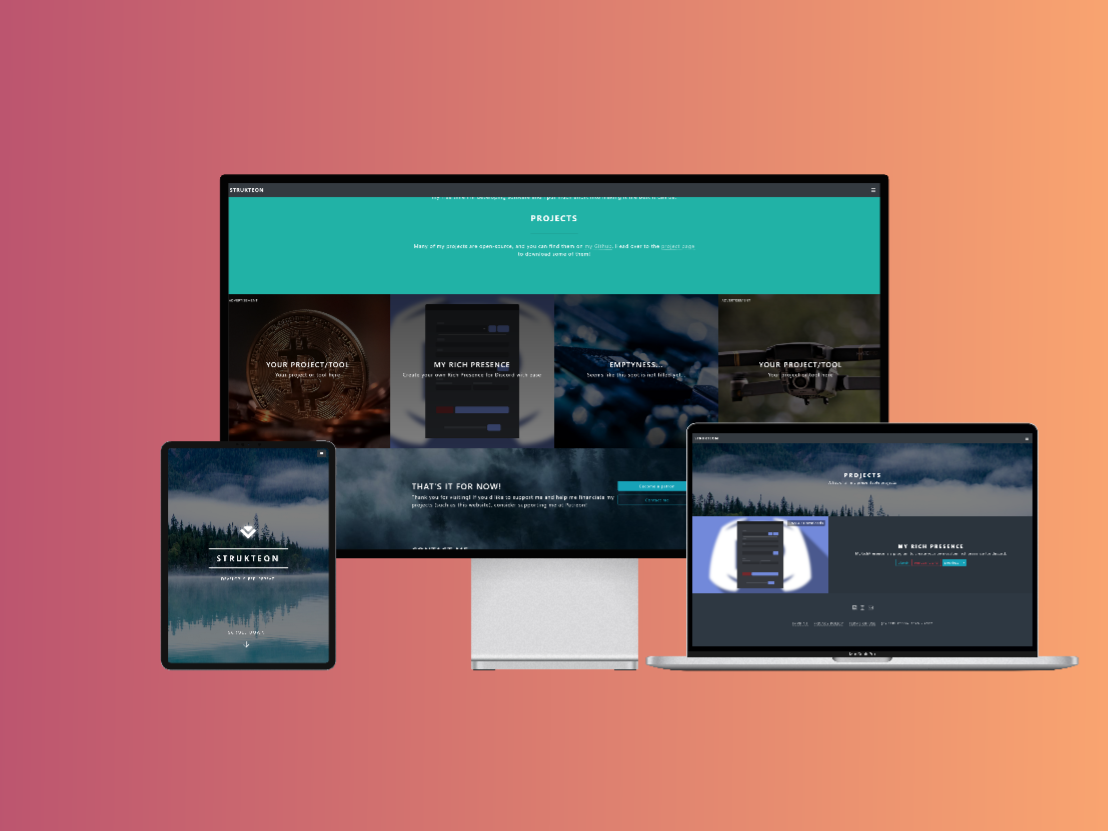 STRUKTEON
PROJECTS
Many of my projects are open-source, and you can find them on my Github. Head over to the project page
to download some of them!
ADVERTISEMENT
ADVERTISEMENT
YOUR PROJECT/TOOL
Your project or tool here
MY RICH PRESENCE
Create your own Rich Presence for Discord with ease
EMPTYNESS...
Seems like this spot is not filled yet
YOUR PROJECT/TOOL
Your project or tool here
THAT'S IT FOR NOW!
Thank you for visiting! If you'd like to support me and help me financiate my
projects (such as this website), consider supporting me at Patreon!
Become a patron
Contact me
CONTACT ME
STRUKTEON
SCROLL DOWN
PROJECTS
MY RICH PRESENCE